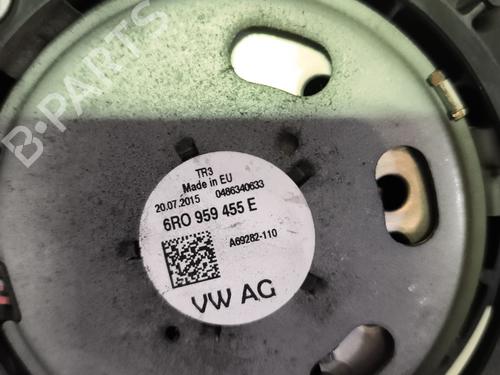 B-PARTS
TR3
Made in EU
20.07.2015 0486340633
6R0 959 455 E
A69282-110
VW AG